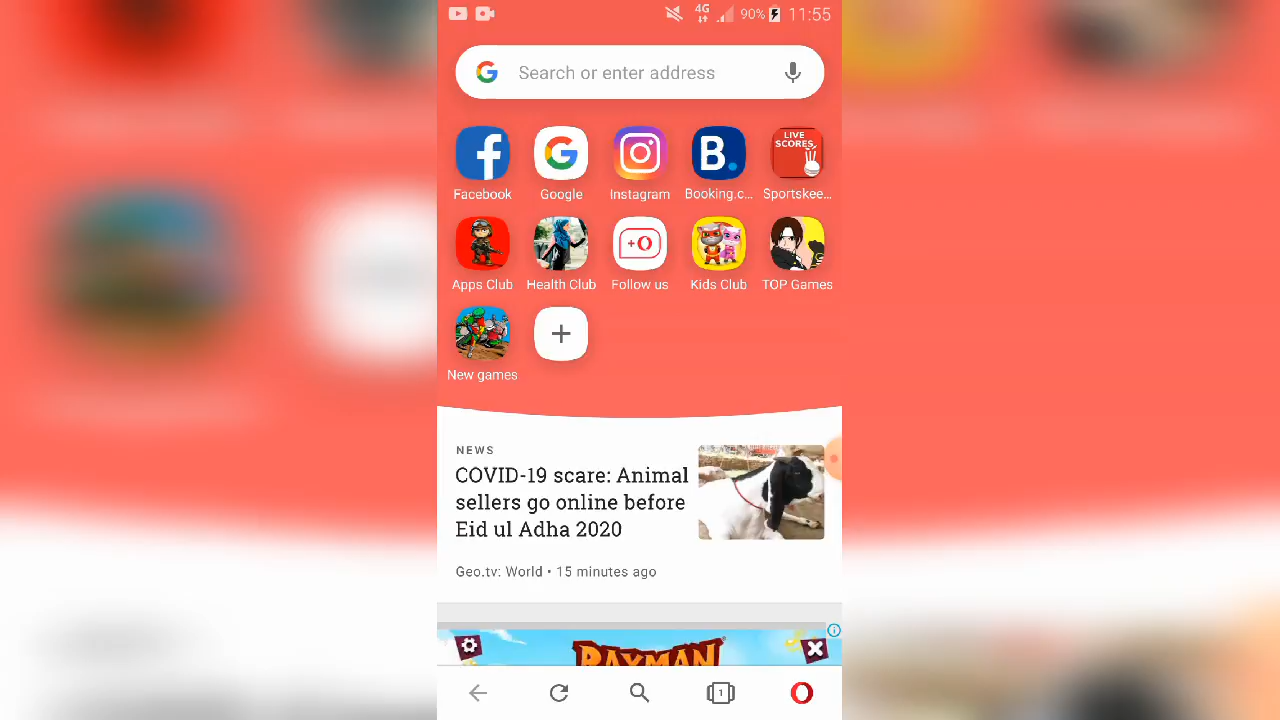 4G 90% 11:55
Search or enter address
LIVE SCORES
B.
Facebook Google Instagram Booking.c... Sportskee...
+O
Apps Club Health Club Follow us Kids Club TOP Games
New games
NEWS
COVID-19 scare: Animal
sellers go online before
Eid ul Adha 2020
Geo.tv: World • 15 minutes ago
RAYMAN
1